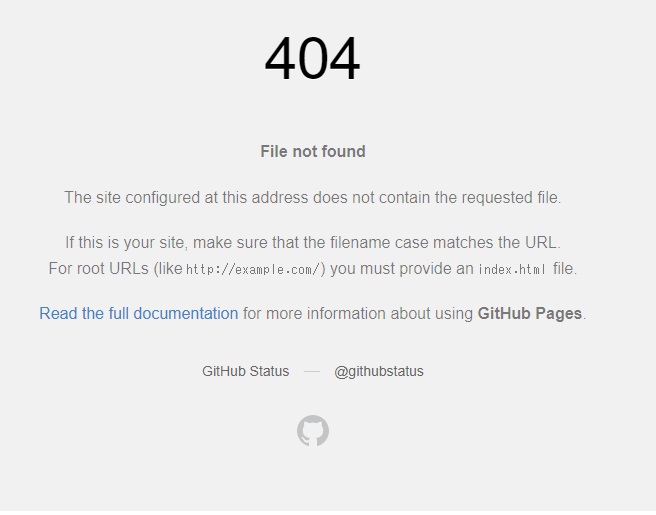 404
File not found
The site configured at this address does not contain the requested file.
If this is your site, make sure that the filename case matches the URL.
For root URLs (like http://example.com/) you must provide an index.html file.
Read the full documentation for more information about using GitHub Pages.
GitHub Status — @githubstatus